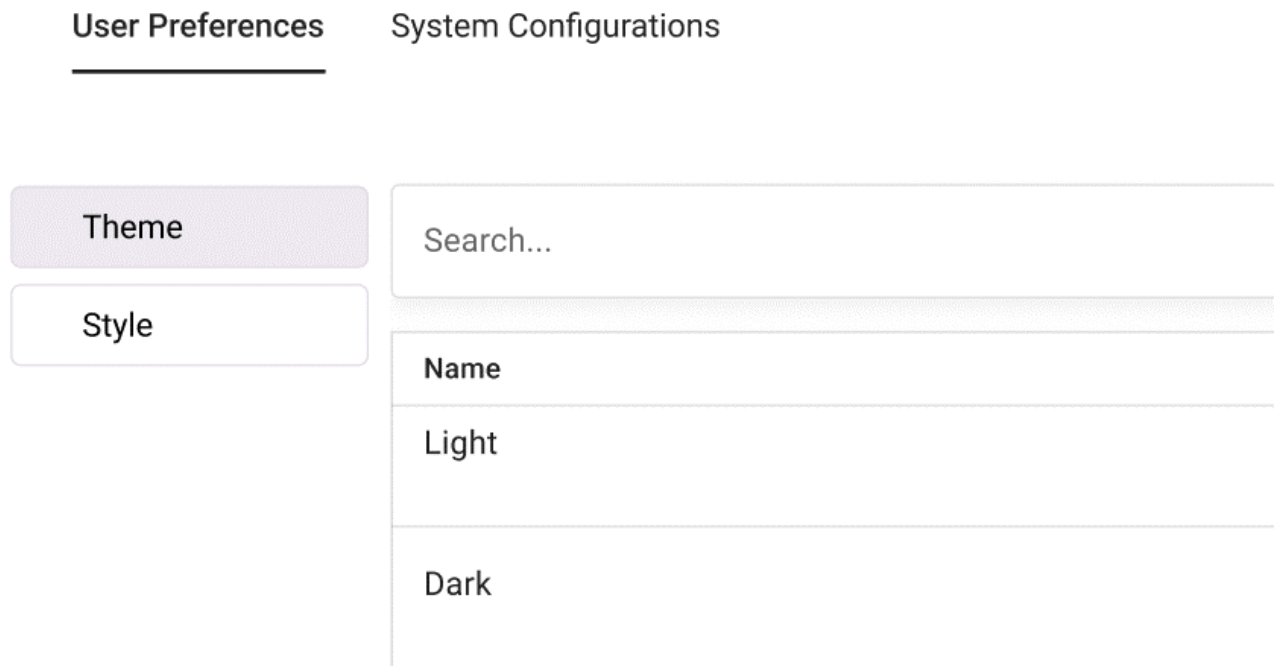 User Preferences System Configurations
Theme
Style
Search...
Name
Light
Dark